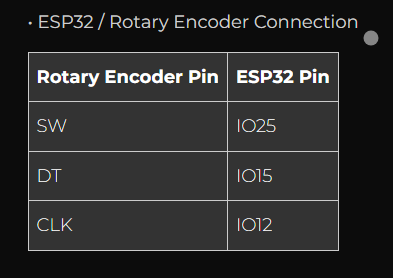 · ESP32 / Rotary Encoder Connection
Rotary Encoder Pin ESP32 Pin
SW IO25
DT IO15
CLK IO12